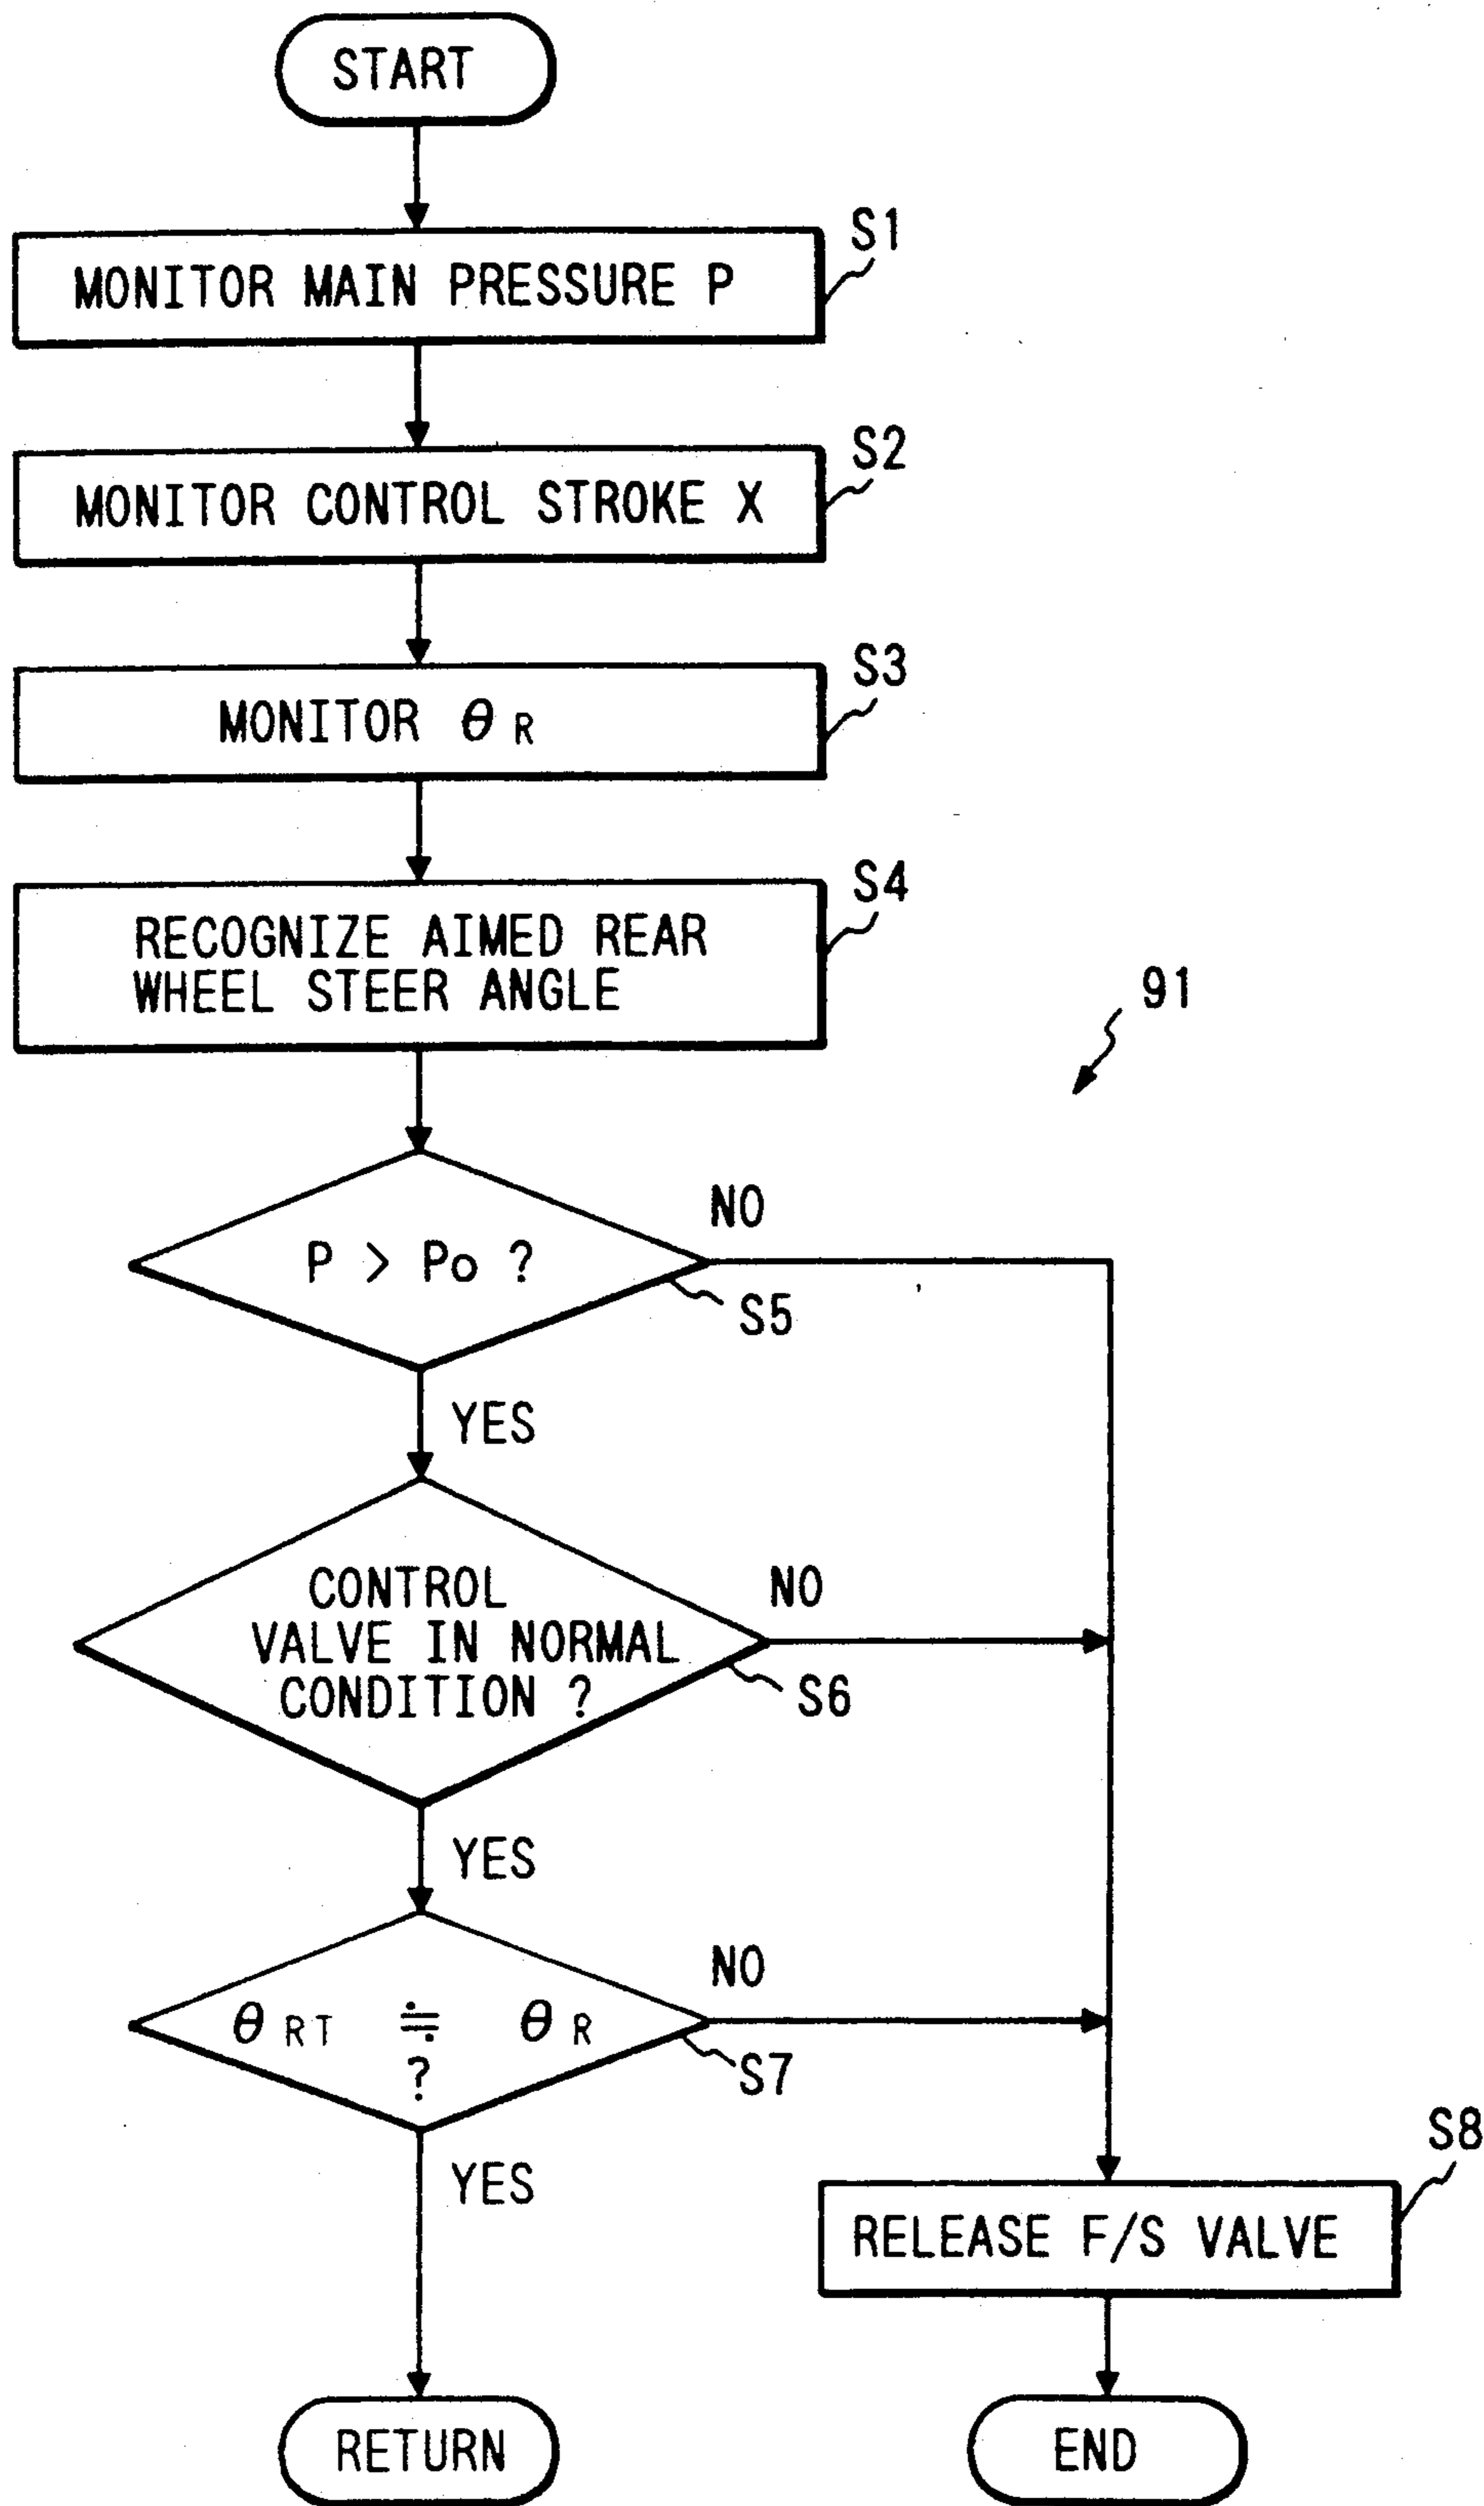 START
S1
MONITOR MAIN PRESSURE P
S2
MONITOR CONTROL STROKE X
S3
MONITOR θ R
S4
RECOGNIZE AIMED REAR
WHEEL STEER ANGLE
91
NO
P > Po ?
S5
YES
CONTROL
VALVE IN NORMAL
CONDITION ?
NO
S6
YES
NO
θ RT ≒ θ R
?
S7
YES
S8
RELEASE F/S VALVE
RETURN
END